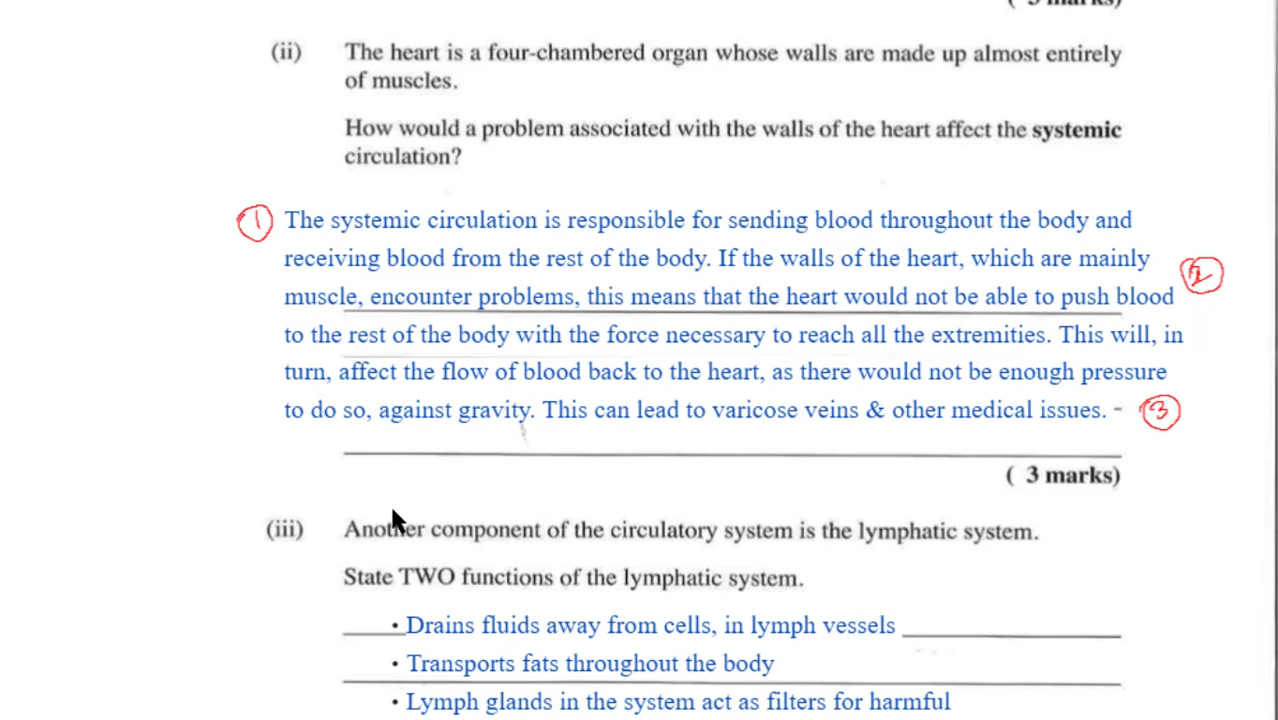 (ii) The heart is a four-chambered organ whose walls are made up almost entirely
of muscles.
How would a problem associated with the walls of the heart affect the systemic
circulation?
1 The systemic circulation is responsible for sending blood throughout the body and
receiving blood from the rest of the body. If the walls of the heart, which are mainly
2
muscle, encounter problems, this means that the heart would not be able to push blood
to the rest of the body with the force necessary to reach all the extremities. This will, in
turn, affect the flow of blood back to the heart, as there would not be enough pressure
to do so, against gravity. This can lead to varicose veins & other medical issues. - 3
( 3 marks)
(iii) Another component of the circulatory system is the lymphatic system.
State TWO functions of the lymphatic system.
• Drains fluids away from cells, in lymph vessels
• Transports fats throughout the body
• Lymph glands in the system act as filters for harmful